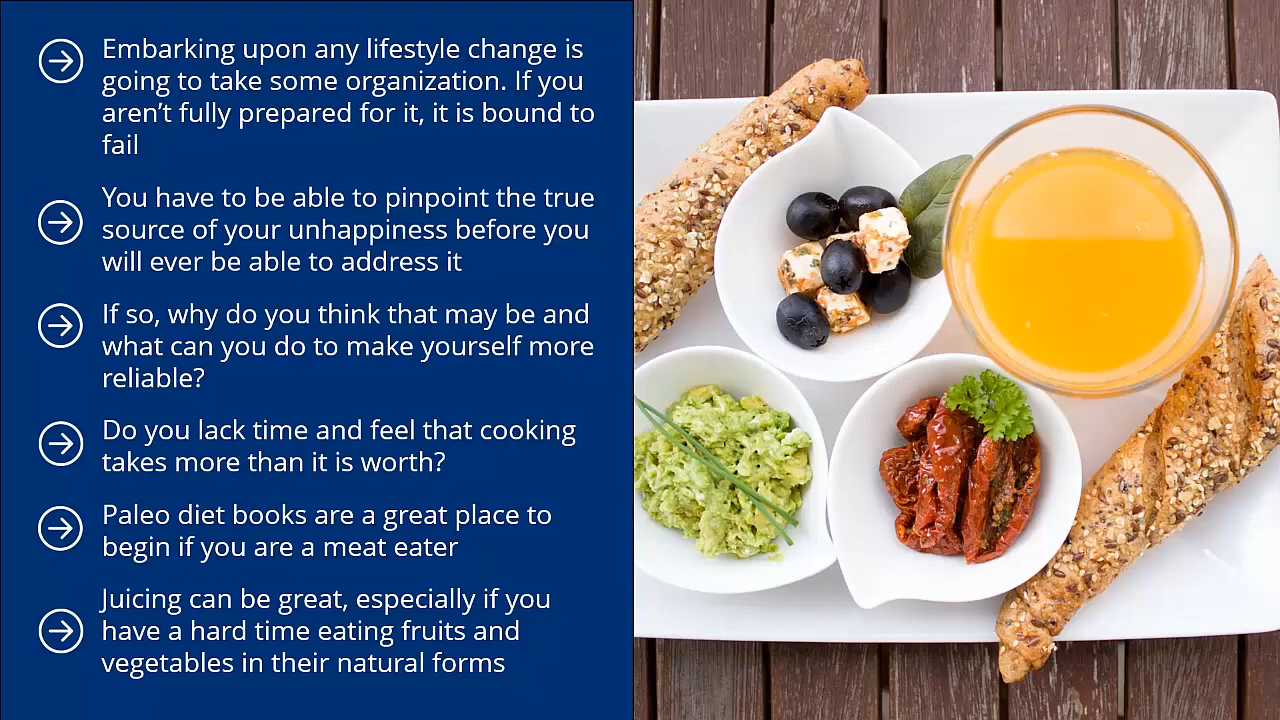 Embarking upon any lifestyle change is
going to take some organization. If you
aren’t fully prepared for it, it is bound to
fail
You have to be able to pinpoint the true
source of your unhappiness before you
will ever be able to address it
If so, why do you think that may be and
what can you do to make yourself more
reliable?
Do you lack time and feel that cooking
takes more than it is worth?
Paleo diet books are a great place to
begin if you are a meat eater
Juicing can be great, especially if you
have a hard time eating fruits and
vegetables in their natural forms